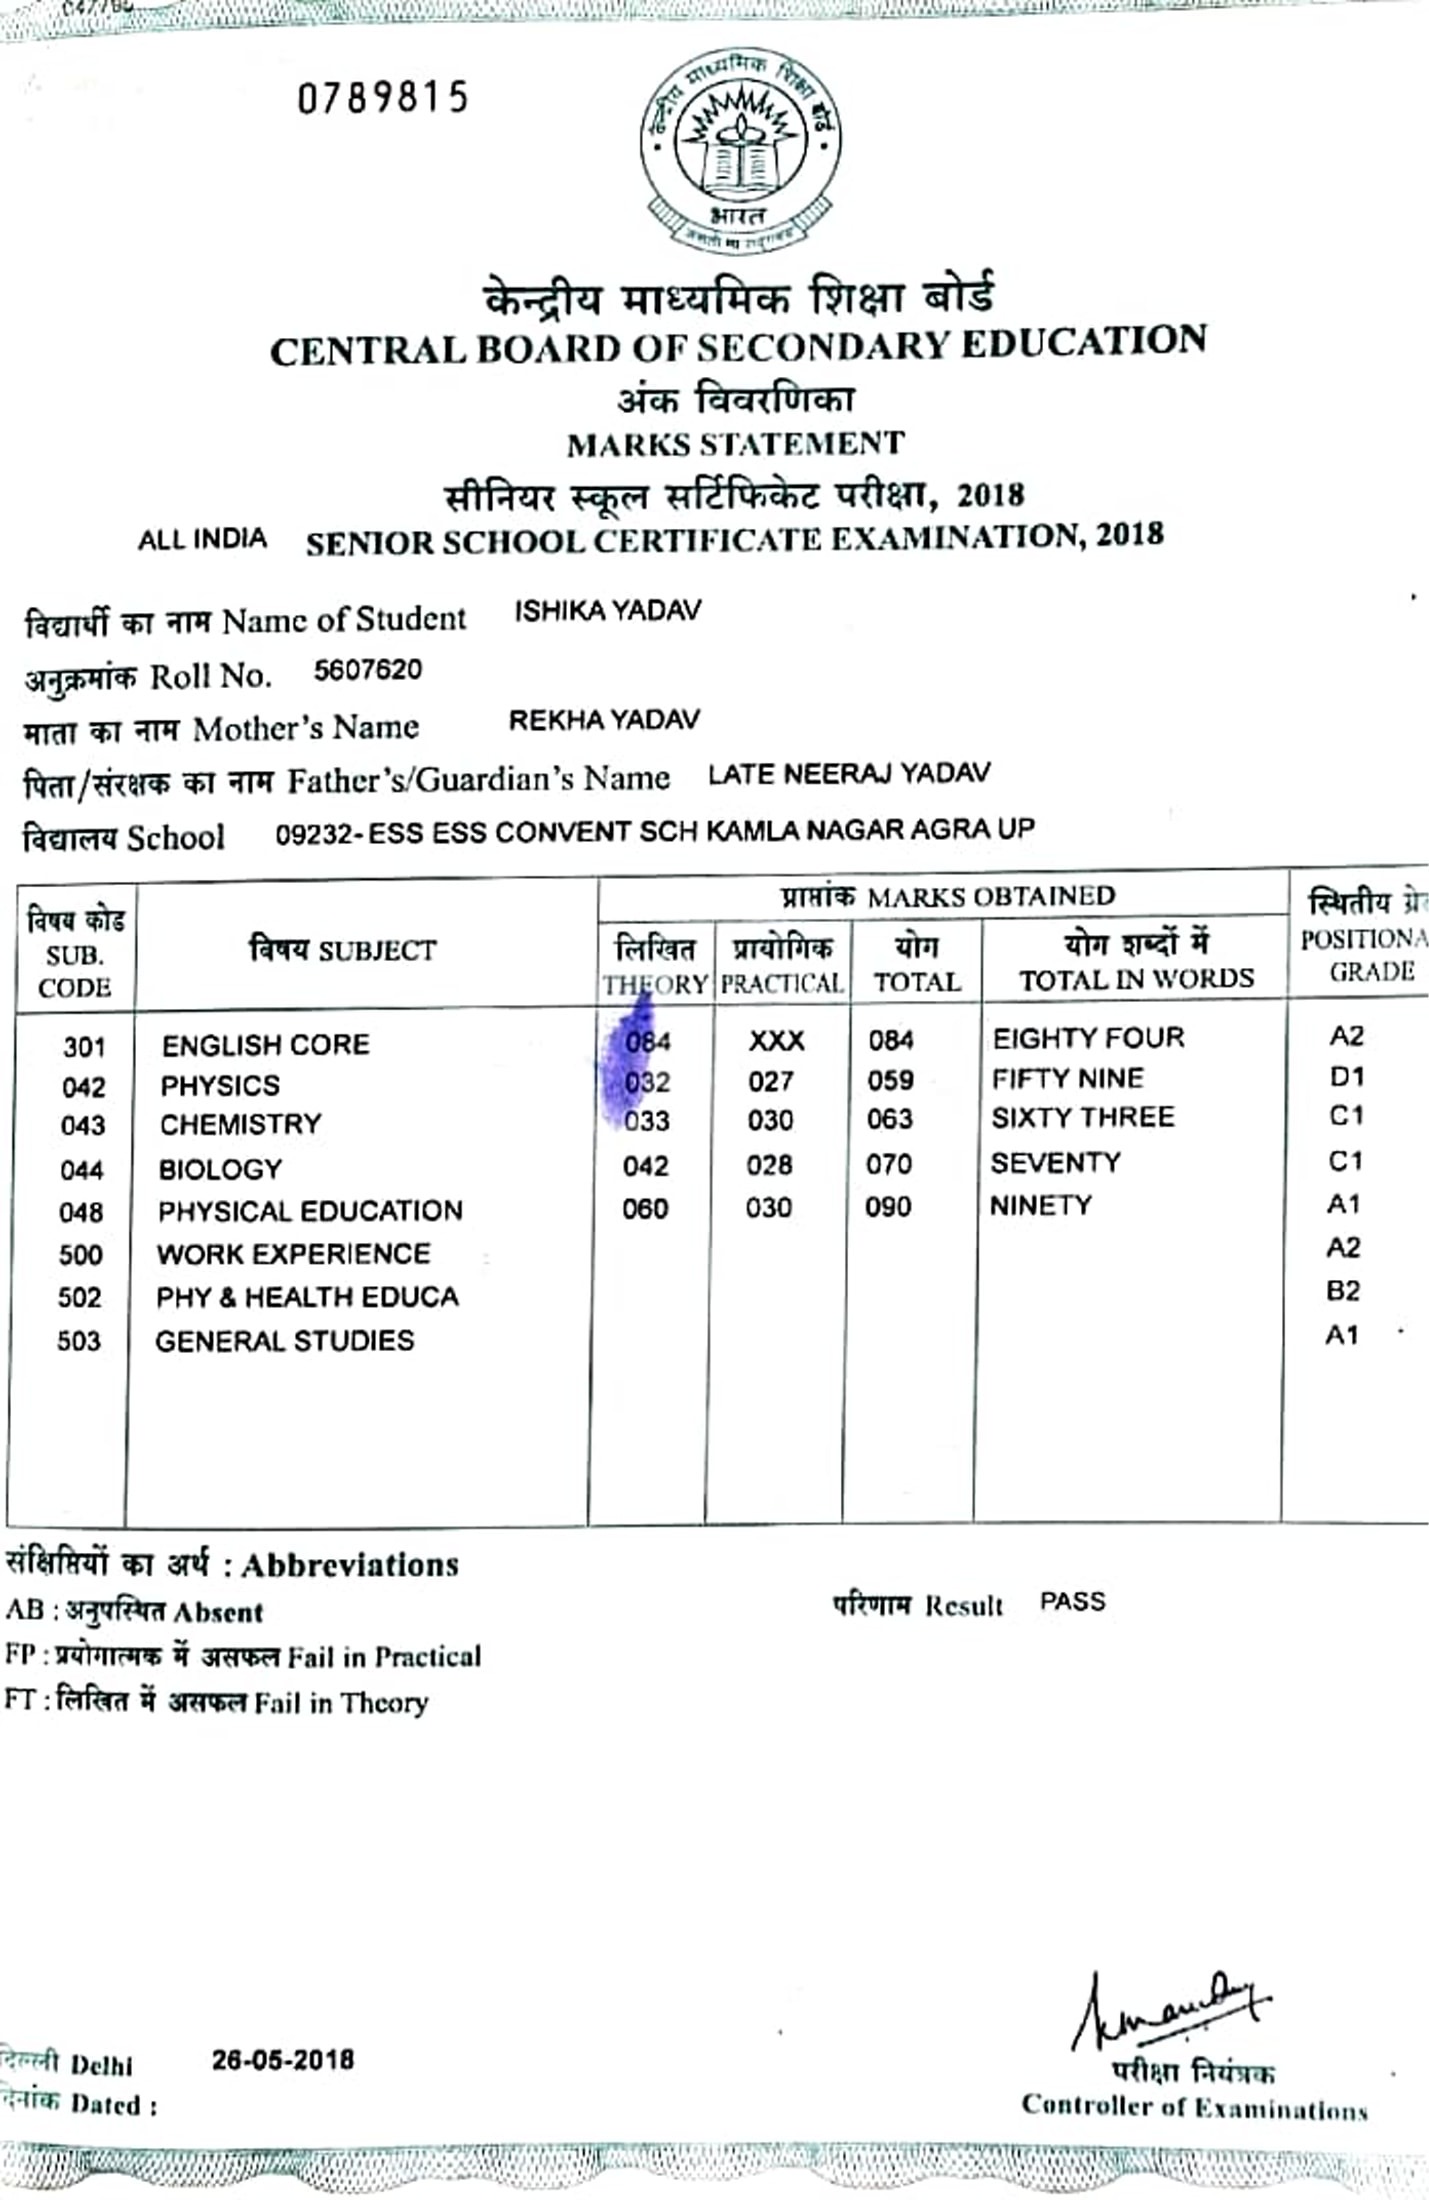 0789815
केन्द्रीय माध्यमिक शिक्षा बोर्ड
भारत
केन्द्रीय माध्यमिक शिक्षा बोर्ड
CENTRAL BOARD OF SECONDARY EDUCATION
अंक विवरणिका
MARKS STATEMENT
सीनियर स्कूल सर्टिफिकेट परीक्षा, 2018
ALL INDIA SENIOR SCHOOL CERTIFICATE EXAMINATION, 2018
विद्यार्थी का नाम Name of Student ISHIKA YADAV
अनुक्रमांक Roll No. 5607620
माता का नाम Mother's Name REKHA YADAV
पिता/संरक्षक का नाम Father's/Guardian's Name LATE NEERAJ YADAV
विद्यालय School 09232- ESS ESS CONVENT SCH KAMLA NAGAR AGRA UP
विषय कोड SUB. CODE विषय SUBJECT प्राप्तांक MARKS OBTAINED स्थितीय
लिखित THEORY प्रायोगिक PRACTICAL योग TOTAL योग शब्दों में TOTAL IN WORDS GRADE
301 ENGLISH CORE 084 XXX 084 EIGHTY FOUR A2
042 PHYSICS 032 027 059 FIFTY NINE D1
043 CHEMISTRY 033 030 063 SIXTY THREE C1
044 BIOLOGY 042 028 070 SEVENTY C1
048 PHYSICAL EDUCATION 060 030 090 NINETY A1
500 WORK EXPERIENCE A2
502 PHY & HEALTH EDUCA B2
503 GENERAL STUDIES A1
संक्षिप्तियों का अर्थ : Abbreviations
AB : अनुपस्थित Absent परिणाम Result PASS
FP : प्रयोगात्मक में असफल Fail in Practical
FT : लिखित में असफल Fail in Theory
दिल्ली Delhi 26-05-2018
दिनांक Dated :
परीक्षा नियंत्रक
Controller of Examinations